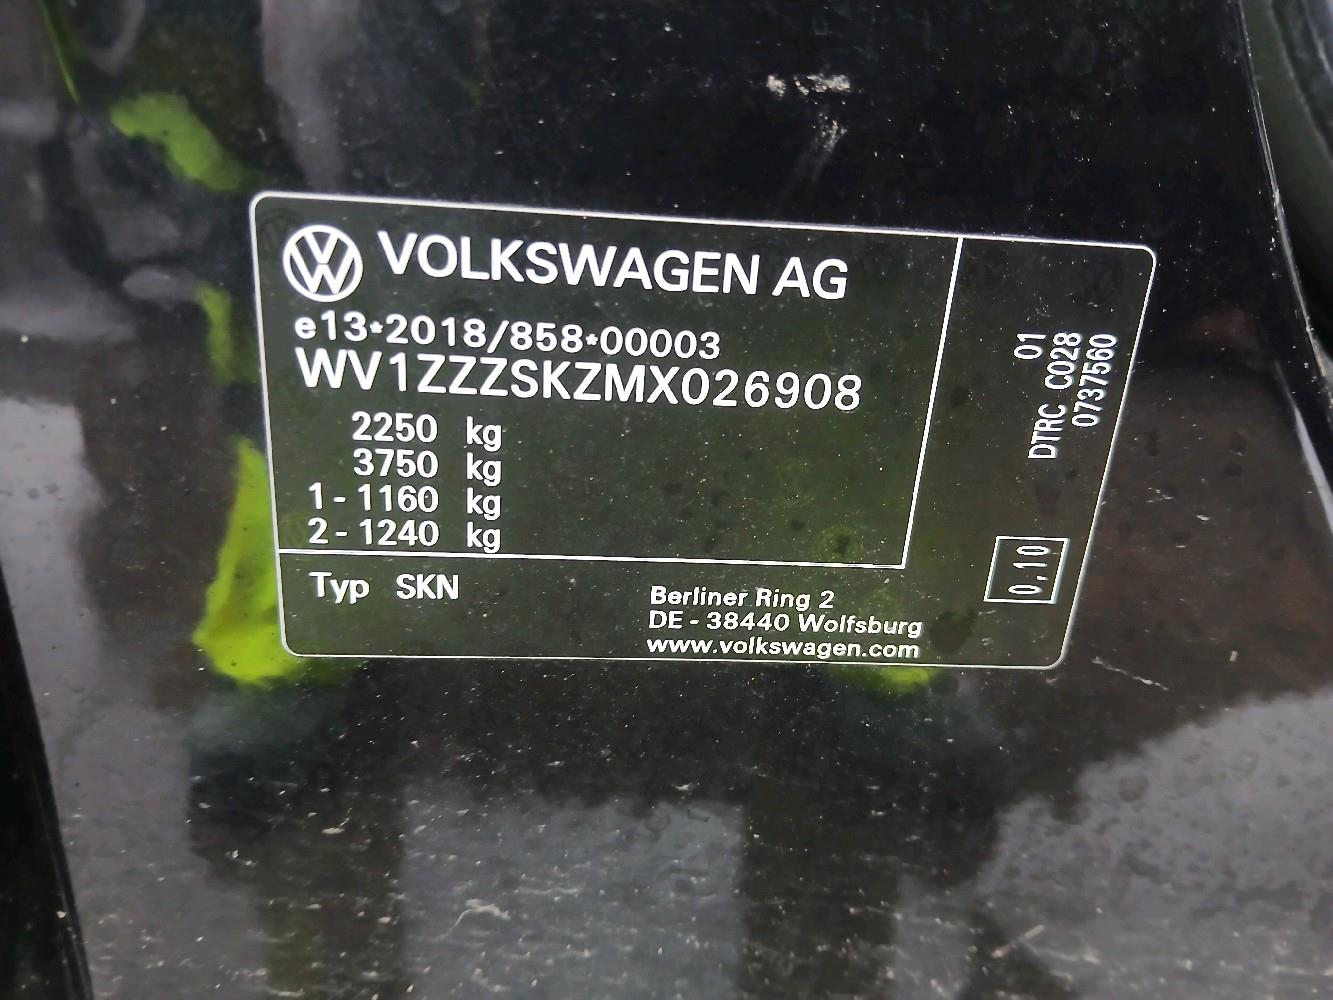 VOLKSWAGEN AG
e13*2018/858*00003
WV1ZZZSKZMX026908
2250 kg
3750 kg
1 - 1160 kg
2 - 1240 kg
Typ SKN
Berliner Ring 2
DE - 38440 Wolfsburg
www.volkswagen.com
01
DTRC C028
0737560
0.10